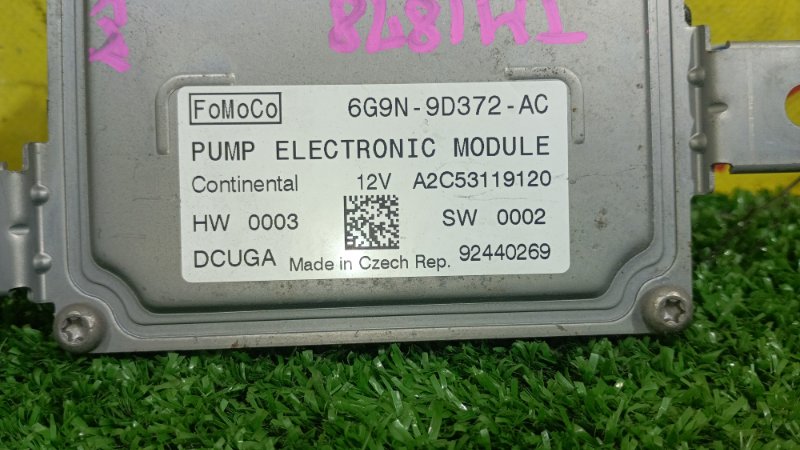 TM1878
FoMoCo 6G9N-9D372-AC
PUMP ELECTRONIC MODULE
Continental 12V A2C53119120
HW 0003 SW 0002
DCUGA Made in Czech Rep. 92440269